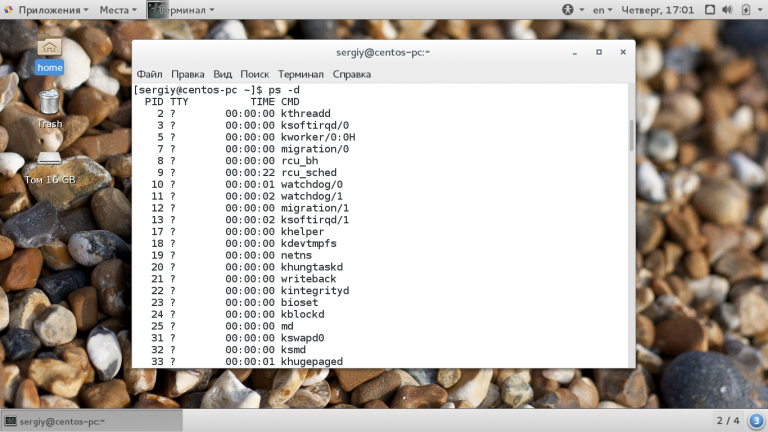 Приложения Места Терминал en Четверг, 17:01
home
Trash
Том 16 GB
sergiy@centos-pc:~
Файл Правка Вид Поиск Терминал Справка
[sergiy@centos-pc ~]$ ps -d
PID TTY TIME CMD
2 ? 00:00:00 kthreadd
3 ? 00:00:00 ksoftirqd/0
5 ? 00:00:00 kworker/0:0H
7 ? 00:00:00 migration/0
8 ? 00:00:00 rcu_bh
9 ? 00:00:22 rcu_sched
10 ? 00:00:01 watchdog/0
11 ? 00:00:02 watchdog/1
12 ? 00:00:00 migration/1
13 ? 00:00:02 ksoftirqd/1
17 ? 00:00:00 khelper
18 ? 00:00:00 kdevtmpfs
19 ? 00:00:00 netns
20 ? 00:00:00 khungtaskd
21 ? 00:00:00 writeback
22 ? 00:00:00 kintegrityd
23 ? 00:00:00 bioset
24 ? 00:00:00 kblockd
25 ? 00:00:00 md
31 ? 00:00:00 kswapd0
32 ? 00:00:00 ksmd
33 ? 00:00:01 khugepaged
sergiy@centos-pc:~ 2 / 4 3